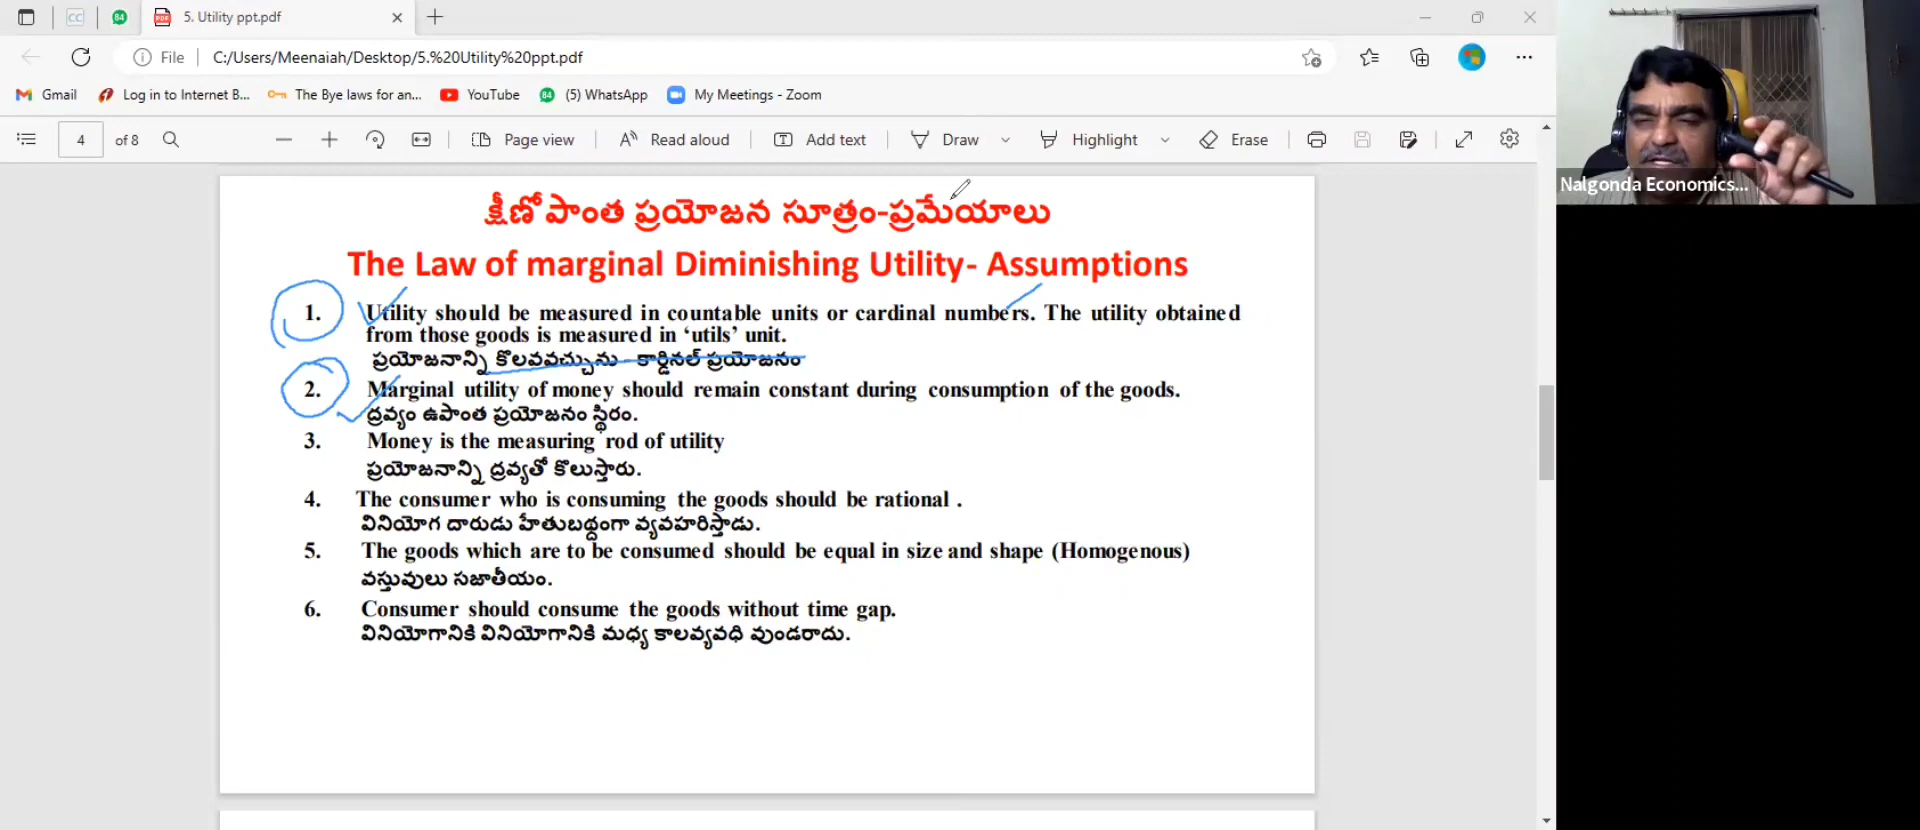 5. Utility ppt.pdf
File C:/Users/Meenaiah/Desktop/5.%20Utility%20ppt.pdf
Gmail Log in to Internet B... The Bye laws for an... YouTube (5) WhatsApp My Meetings - Zoom
4 of 8 Page view Read aloud Add text Draw Highlight Erase
Nalgonda Economics...
క్షీణోపాంత ప్రయోజన సూత్రం-ప్రమేయాలు
The Law of marginal Diminishing Utility- Assumptions
1. Utility should be measured in countable units or cardinal numbers. The utility obtained
from those goods is measured in ‘utils’ unit.
ప్రయోజనాన్ని కొలవవచ్చును - కార్డినల్ ప్రయోజనం
2. Marginal utility of money should remain constant during consumption of the goods.
ద్రవ్యం ఉపాంత ప్రయోజనం స్థిరం.
3. Money is the measuring rod of utility
ప్రయోజనాన్ని ద్రవ్యతో కొలుస్తారు.
4. The consumer who is consuming the goods should be rational .
వినియోగ దారుడు హేతుబద్ధంగా వ్యవహరిస్తాడు.
5. The goods which are to be consumed should be equal in size and shape (Homogenous)
వస్తువులు సజాతీయం.
6. Consumer should consume the goods without time gap.
వినియోగానికి వినియోగానికి మధ్య కాలవ్యవధి వుండరాదు.